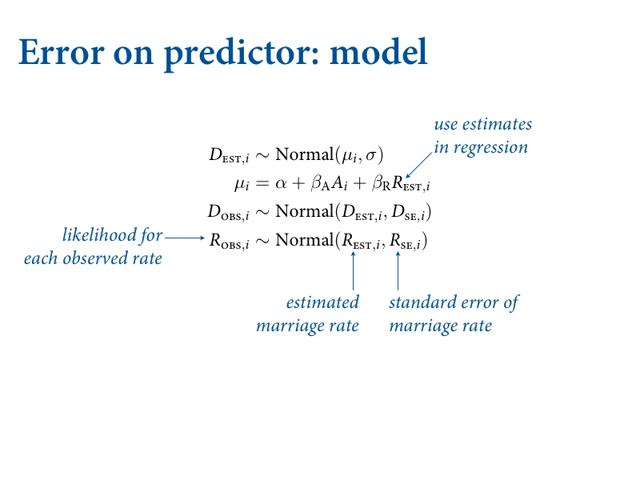 Error on predictor: model
use estimates
in regression
D_EST,i ~ Normal(μ_i, σ)
μ_i = α + β_A A_i + β_R R_EST,i
D_OBS,i ~ Normal(D_EST,i, D_SE,i)
likelihood for
each observed rate
R_OBS,i ~ Normal(R_EST,i, R_SE,i)
estimated
marriage rate
standard error of
marriage rate